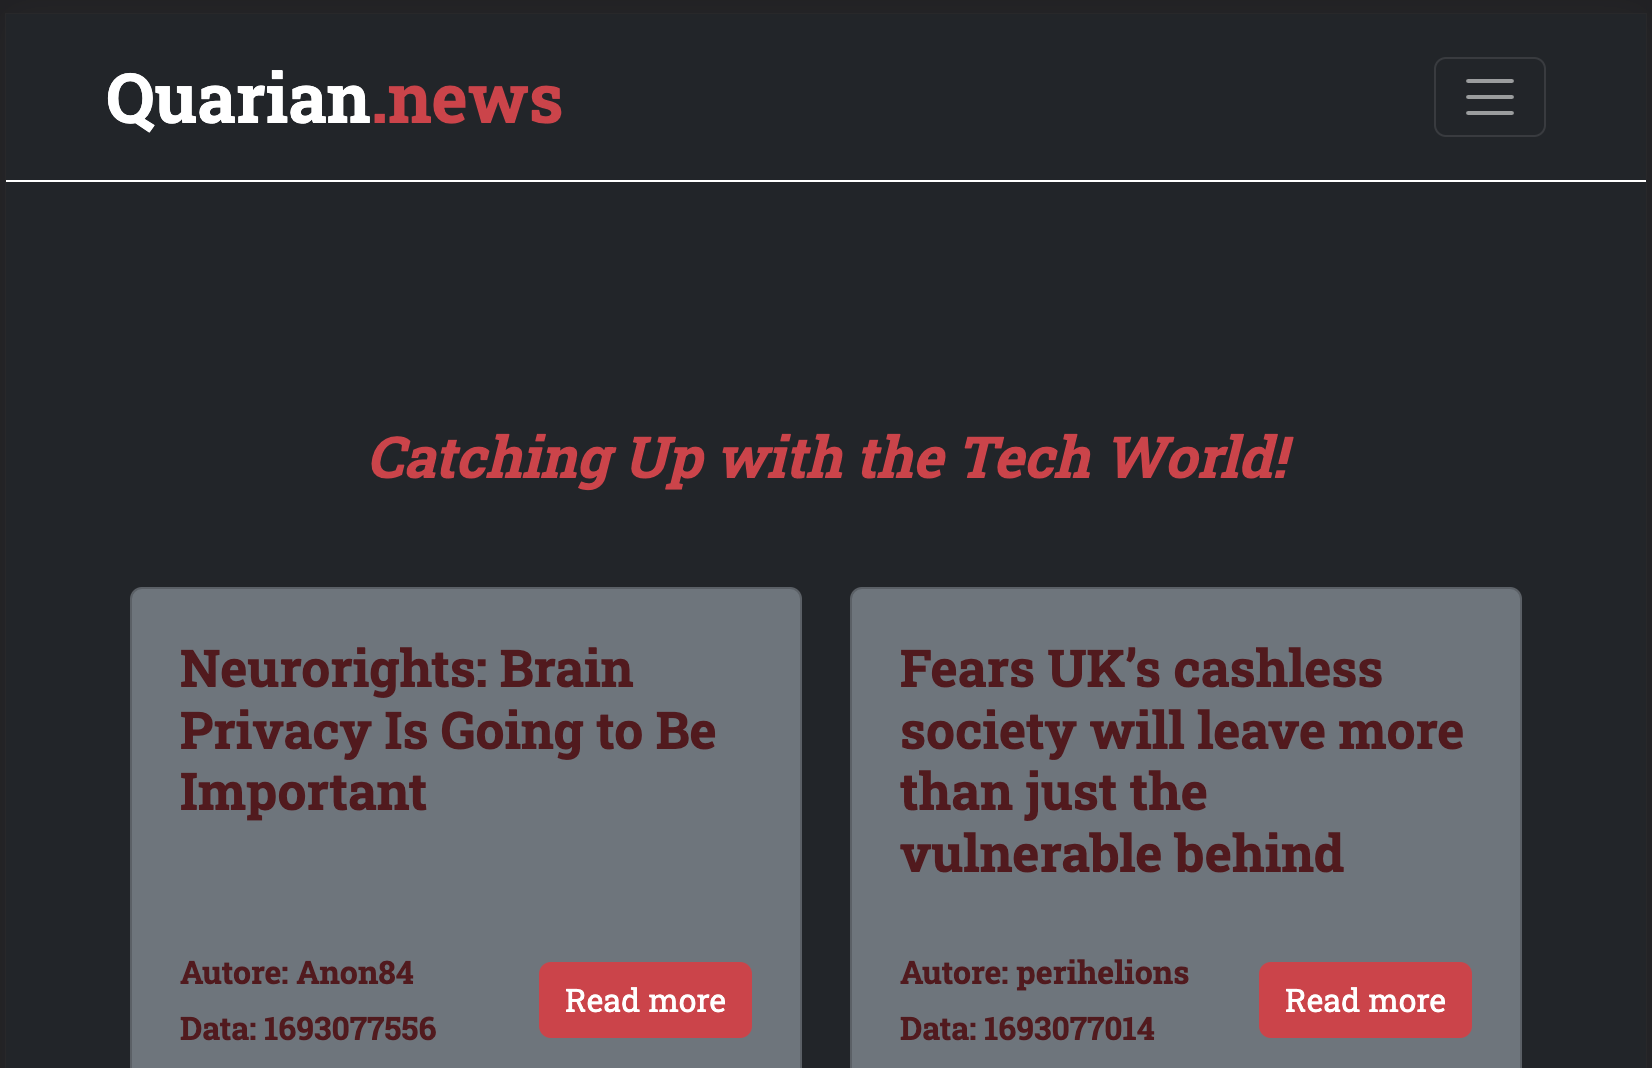 Quarian.news
Catching Up with the Tech World!
Neurorights: Brain
Privacy Is Going to Be
Important
Autore: Anon84
Data: 1693077556
Read more
Fears UK’s cashless
society will leave more
than just the
vulnerable behind
Autore: perihelions
Data: 1693077014
Read more